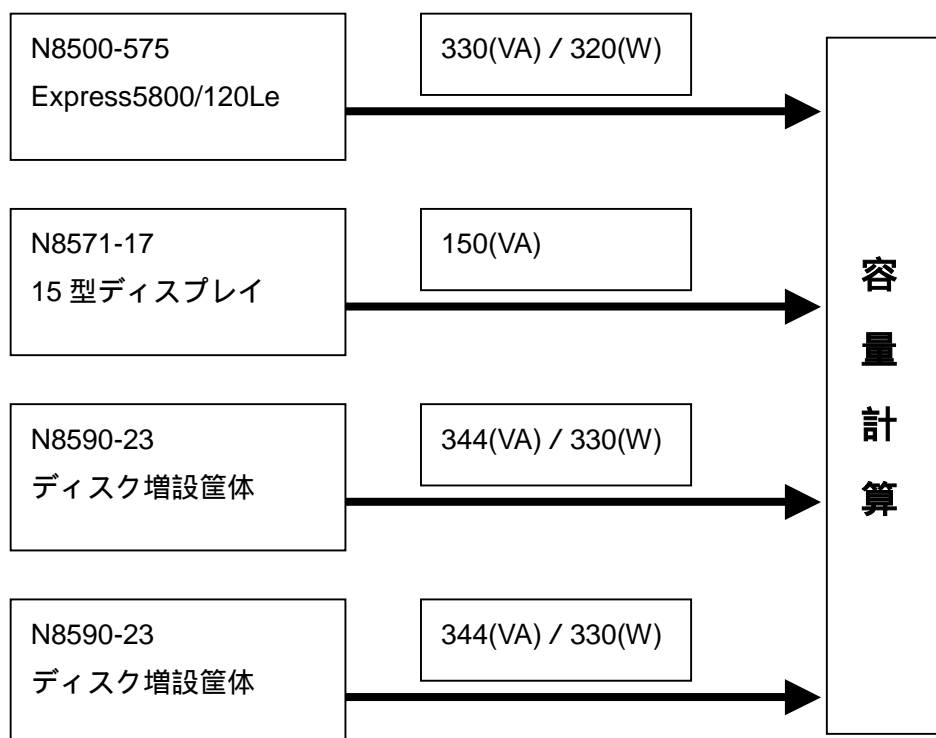 N8500-575
Express5800/120Le
330(VA) / 320(W)
N8571-17
15 型ディスプレイ
150(VA)
N8590-23
ディスク増設筐体
344(VA) / 330(W)
N8590-23
ディスク増設筐体
344(VA) / 330(W)
容量計算